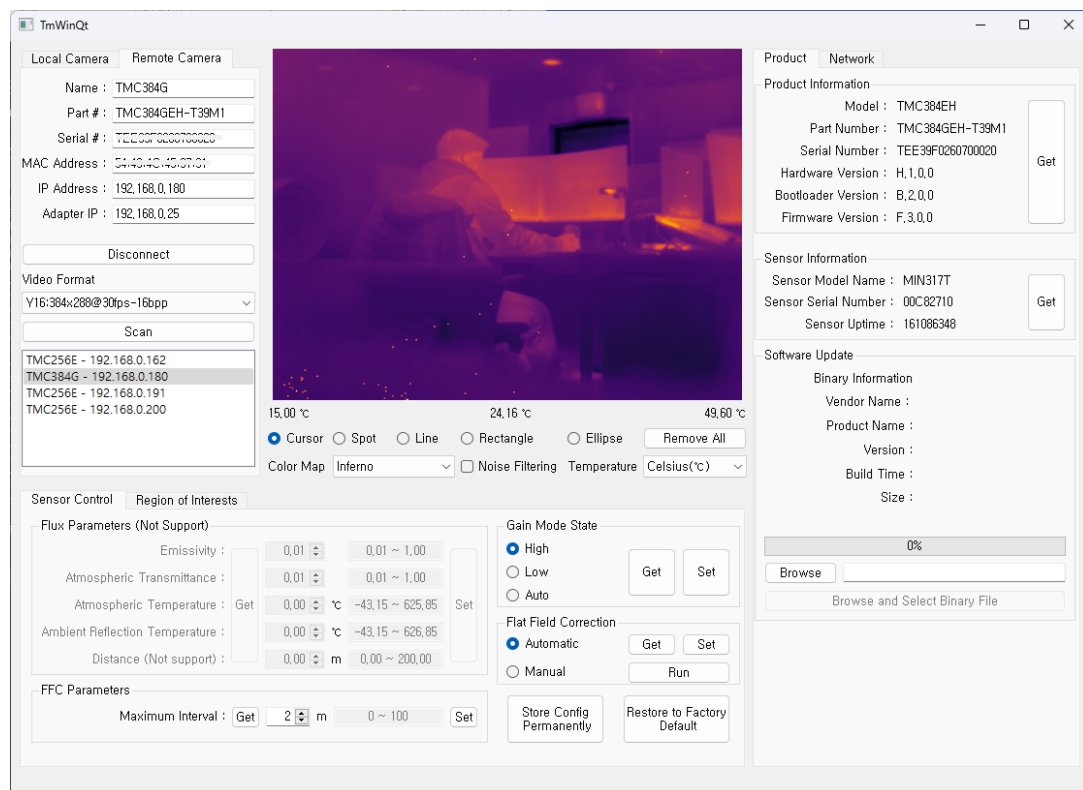 TmWinQt
Local Camera
Remote Camera
Name : TMC384G
Part # : TMC384GEH-T39M1
Serial # :
MAC Address :
IP Address : 192,168,0,180
Adapter IP : 192,168,0,25
Disconnect
Video Format
Y16:384x288@30fps-16bpp
Scan
TMC256E - 192.168.0.162
TMC384G - 192.168.0.180
TMC256E - 192.168.0.191
TMC256E - 192.168.0.200
15,00 ℃
24,16 ℃
49,60 ℃
Cursor
Spot
Line
Rectangle
Ellipse
Remove All
Color Map
Inferno
Noise Filtering
Temperature
Celsius(℃)
Product
Network
Product Information
Model : TMC384EH
Part Number : TMC384GEH-T39M1
Serial Number : TEE39F0260700020
Hardware Version : H,1,0,0
Bootloader Version : B,2,0,0
Firmware Version : F,3,0,0
Get
Sensor Information
Sensor Model Name : MIN317T
Sensor Serial Number : 00C82710
Sensor Uptime : 161086348
Get
Software Update
Binary Information
Vendor Name :
Product Name :
Version :
Build Time :
Size :
0%
Browse
Browse and Select Binary File
Sensor Control
Region of Interests
Flux Parameters (Not Support)
Emissivity : 0,01 0,01 ~ 1,00
Atmospheric Transmittance : 0,01 0,01 ~ 1,00
Atmospheric Temperature : Get 0,00 ℃ -43,15 ~ 625,85 Set
Ambient Reflection Temperature : 0,00 ℃ -43,15 ~ 626,85
Distance (Not support) : 0,00 m 0,00 ~ 200,00
FFC Parameters
Maximum Interval : Get 2 m 0 ~ 100 Set
Gain Mode State
High
Low
Auto
Get
Set
Flat Field Correction
Automatic
Get
Set
Manual
Run
Store Config
Permanently
Restore to Factory
Default